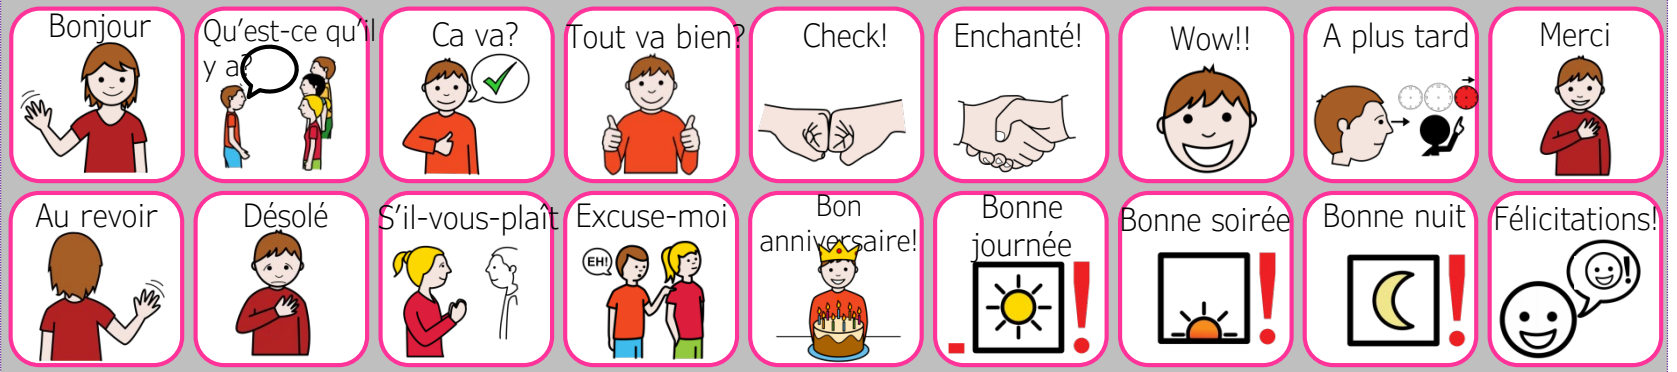 Bonjour
Qu'est-ce qu'il
y a?
Ca va?
Tout va bien?
Check!
Enchanté!
Wow!!
A plus tard
Merci
Au revoir
Désolé
S'il-vous-plaît
Excuse-moi
EH!
Bon
anniversaire!
Bonne
journée
Bonne soirée
Bonne nuit
Félicitations!